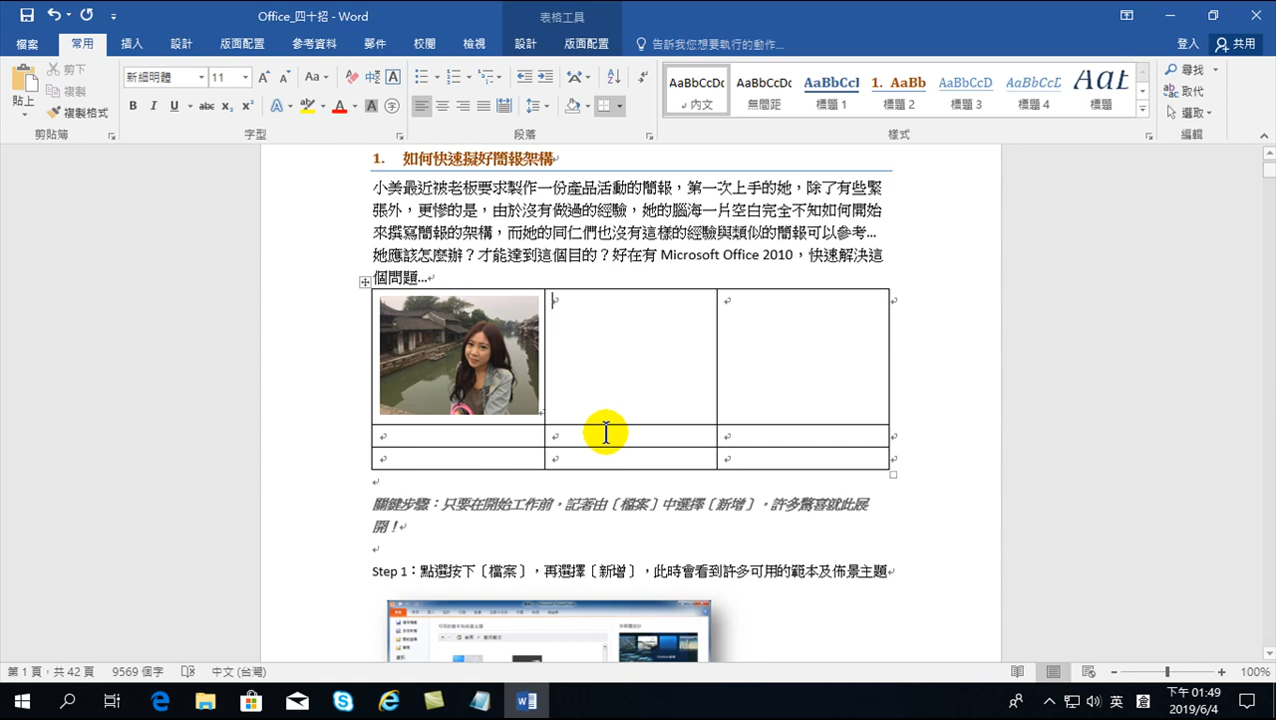 Office_四十招 - Word
表格工具
檔案 常用 插入 設計 版面配置 參考資料 郵件 校閱 檢視 設計 版面配置 告訴我您想要執行的動作... 登入 共用
貼上 剪下 複製 複製格式
新細明體 11
AaBbCcDc AaBbCcDc AaBbCcI 1. AaBb AaBbCcD AaBbCcD AaI
內文 無間距 標題 1 標題 2 標題 3 標題 4 標題
尋找 取代 選取
剪貼簿 字型 段落 樣式 編輯
1. 如何快速擬好簡報架構
小美最近被老板要求製作一份產品活動的簡報，第一次上手的她，除了有些緊
張外，更慘的是，由於沒有做過的經驗，她的腦海一片空白完全不知如何開始
來撰寫簡報的架構，而她的同仁們也沒有這樣的經驗與類似的簡報可以參考...
她應該怎麼辦？才能達到這個目的？好在有 Microsoft Office 2010，快速解決這
個問題...
關鍵步驟：只要在開始工作前，記著由〔檔案〕中選擇〔新增〕，許多驚喜就此展
開！
Step 1：點選按下〔檔案〕，再選擇〔新增〕，此時會看到許多可用的範本及佈景主題
第 1 頁，共 42 頁 9569 個字 中文 (台灣) 100%
英 下午 01:49
2019/6/4